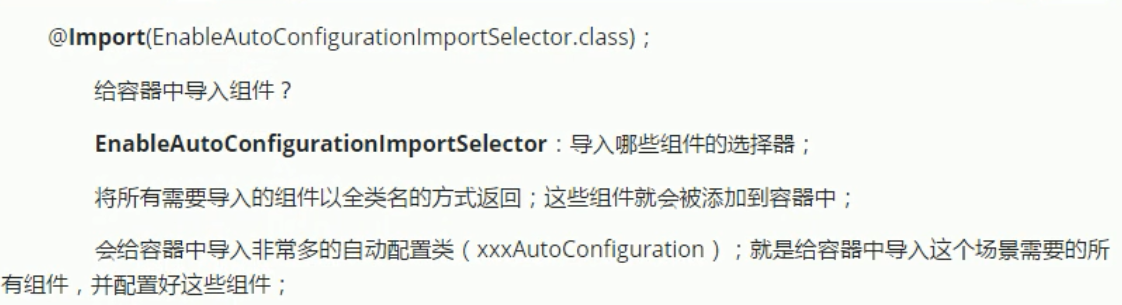 @Import(EnableAutoConfigurationImportSelector.class)；
给容器中导入组件？
EnableAutoConfigurationImportSelector：导入哪些组件的选择器；
将所有需要导入的组件以全类名的方式返回；这些组件就会被添加到容器中；
会给容器中导入非常多的自动配置类（xxxAutoConfiguration）；就是给容器中导入这个场景需要的所
有组件，并配置好这些组件；